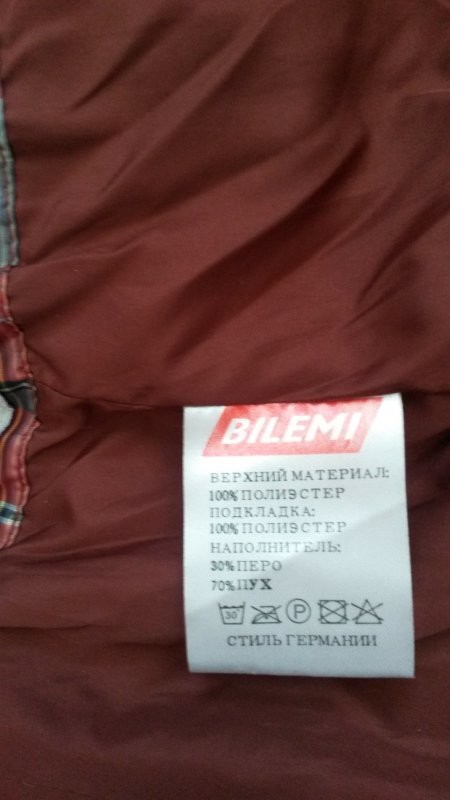 BILEMI
ВЕРХНИЙ МАТЕРИАЛ:
100% ПОЛИЭСТЕР
ПОДКЛАДКА:
100% ПОЛИЭСТЕР
НАПОЛНИТЕЛЬ:
30% ПЕРО
70% ПУХ
30 P
СТИЛЬ ГЕРМАНИИ